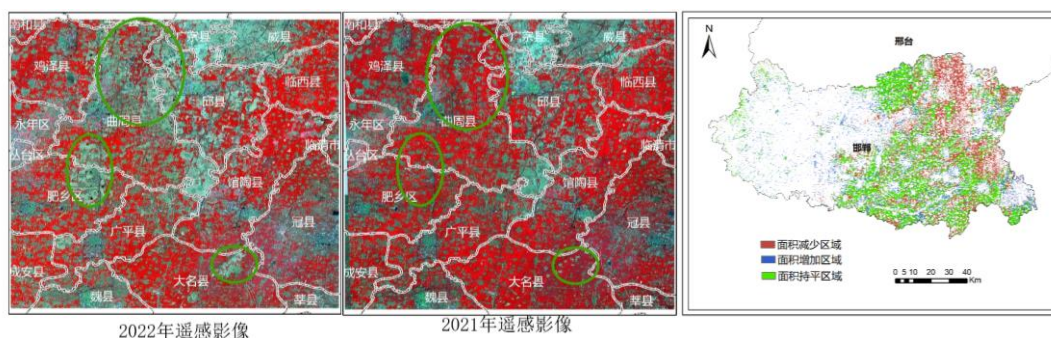 南和县
宗县
威县
鸡泽县
临西县
邱县
永年区
曲周县
丛台区
临清市
肥乡区
馆陶县
广平县
冠县
成安县
大名县
魏县
莘县
2022年遥感影像
宗县
威县
鸡泽县
临西县
邱县
永年区
曲周县
丛台区
临清市
肥乡区
馆陶县
广平县
冠县
成安县
大名县
魏县
莘县
2021年遥感影像
N
邢台
邯郸
面积减少区域
面积增加区域
面积持平区域
0 5 10 20 30 40
Km